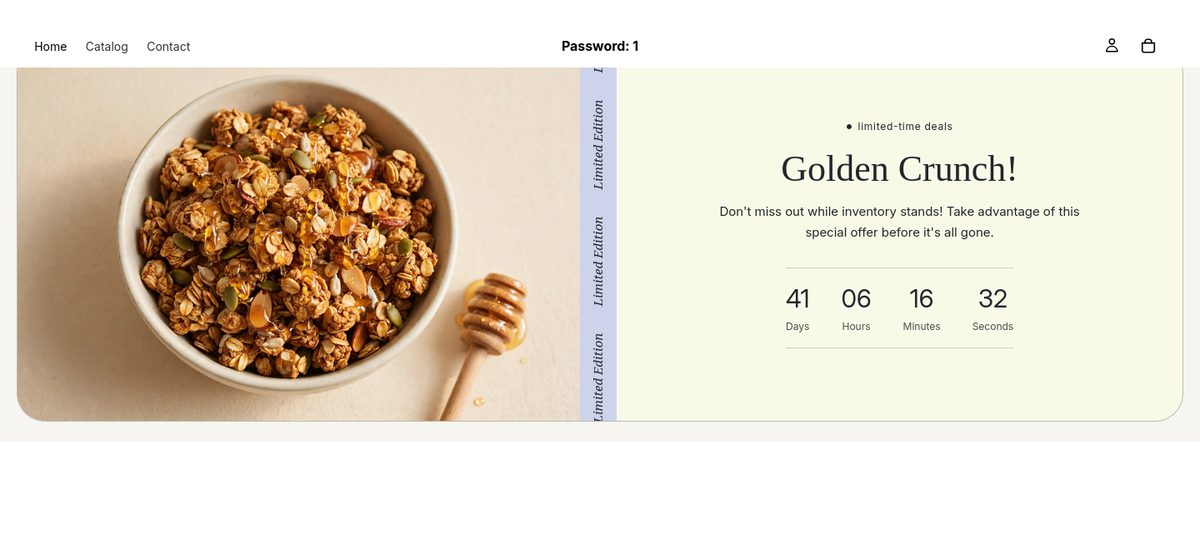 Home Catalog Contact
Password: 1
Limited Edition
Limited Edition
Limited Edition
• limited-time deals
Golden Crunch!
Don't miss out while inventory stands! Take advantage of this
special offer before it's all gone.
41 06 16 32
Days Hours Minutes Seconds